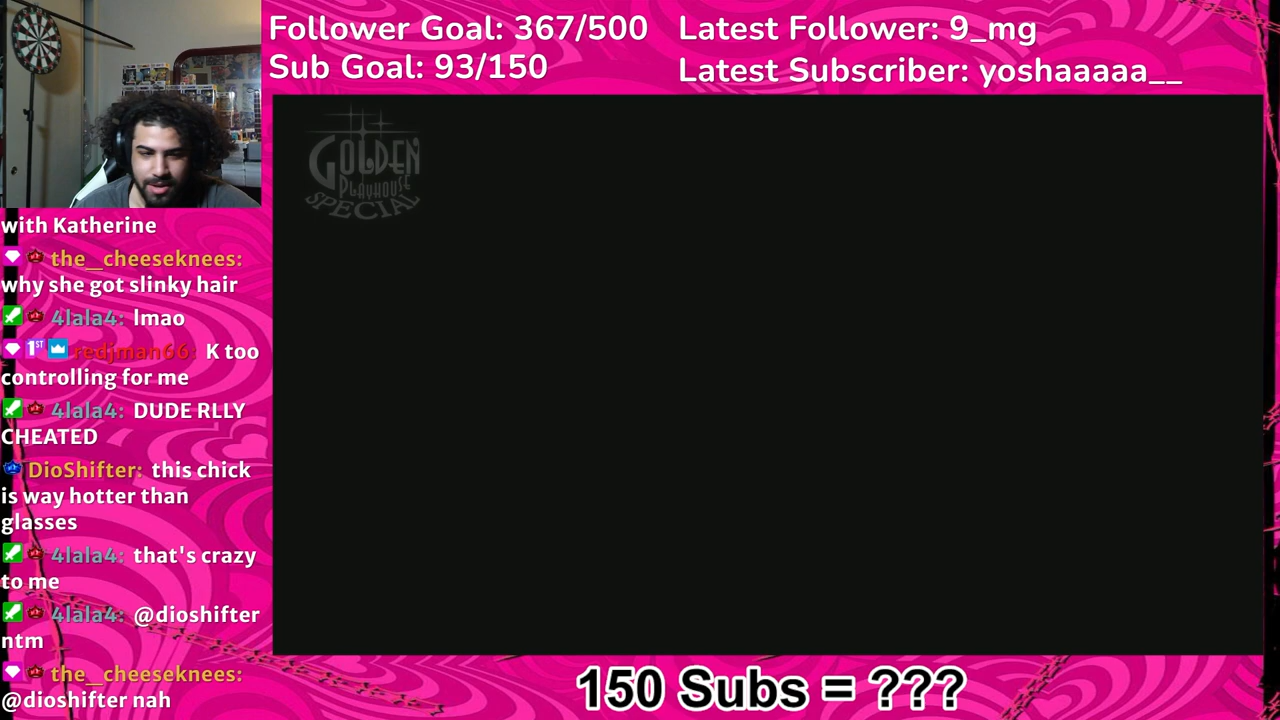 Follower Goal: 367/500
Sub Goal: 93/150
Latest Follower: 9_mg
Latest Subscriber: yoshaaaaa__
GOLDEN
PLAYHOUSE
SPECIAL
with Katherine
the__cheeseknees:
why she got slinky hair
4lala4: lmao
1ST redjman66: K too
controlling for me
4lala4: DUDE RLLY
CHEATED
DioShifter: this chick
is way hotter than
glasses
4lala4: that's crazy
to me
4lala4: @dioshifter
ntm
the__cheeseknees:
@dioshifter nah
150 Subs = ???